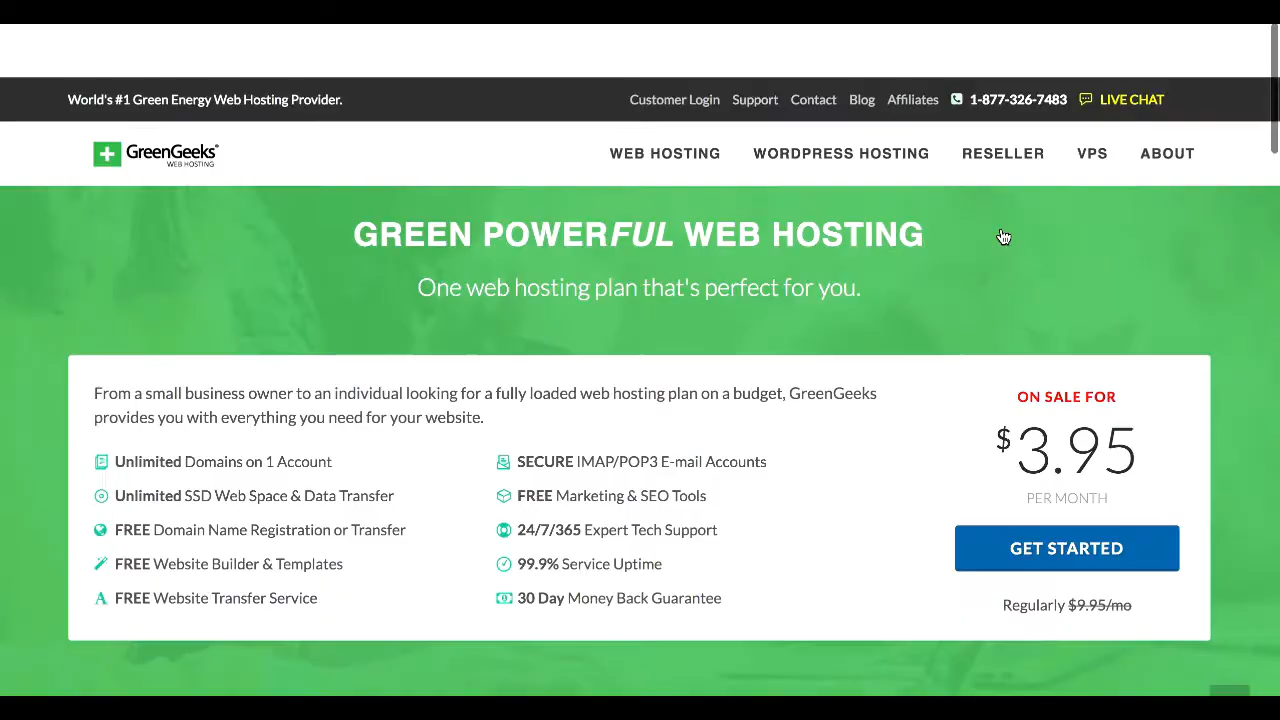 World's #1 Green Energy Web Hosting Provider.
Customer Login Support Contact Blog Affiliates 1-877-326-7483 LIVE CHAT
GreenGeeks®
WEB HOSTING
WEB HOSTING WORDPRESS HOSTING RESELLER VPS ABOUT
GREEN POWERFUL WEB HOSTING
One web hosting plan that's perfect for you.
From a small business owner to an individual looking for a fully loaded web hosting plan on a budget, GreenGeeks
provides you with everything you need for your website.
Unlimited Domains on 1 Account
Unlimited SSD Web Space & Data Transfer
FREE Domain Name Registration or Transfer
FREE Website Builder & Templates
FREE Website Transfer Service
SECURE IMAP/POP3 E-mail Accounts
FREE Marketing & SEO Tools
24/7/365 Expert Tech Support
99.9% Service Uptime
30 Day Money Back Guarantee
ON SALE FOR
$3.95
PER MONTH
GET STARTED
Regularly $9.95/mo